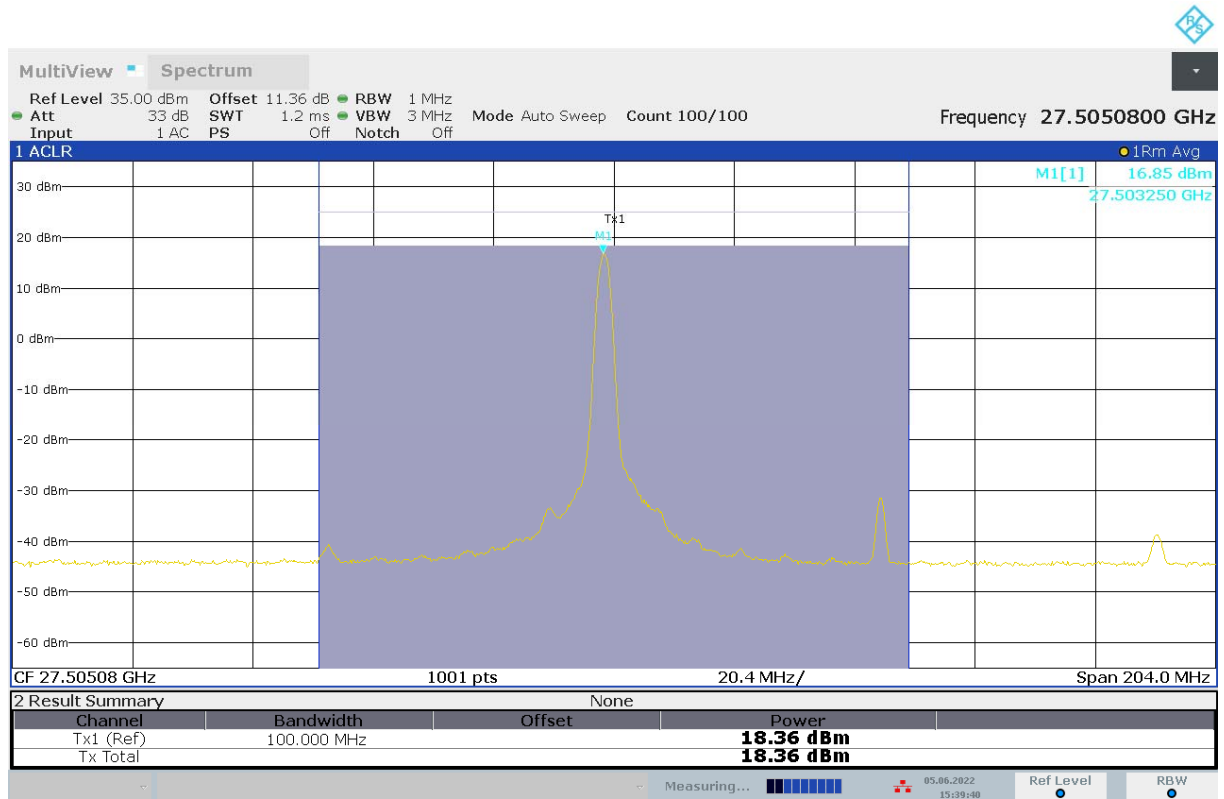 R&S
MultiView Spectrum
Ref Level 35.00 dBm Offset 11.36 dB RBW 1 MHz
Att 33 dB SWT 1.2 ms VBW 3 MHz Mode Auto Sweep Count 100/100 Frequency 27.5050800 GHz
Input 1 AC PS Off Notch Off
1 ACLR 1Rm Avg
M1[1] 16.85 dBm
27.503250 GHz
30 dBm
Tx1
20 dBm
M1
10 dBm
0 dBm
-10 dBm
-20 dBm
-30 dBm
-40 dBm
-50 dBm
-60 dBm
CF 27.50508 GHz 1001 pts 20.4 MHz/ Span 204.0 MHz
2 Result Summary None
Channel Bandwidth Offset Power
Tx1 (Ref) 100.000 MHz 18.36 dBm
Tx Total 18.36 dBm
Measuring... 05.06.2022 Ref Level RBW
15:39:40